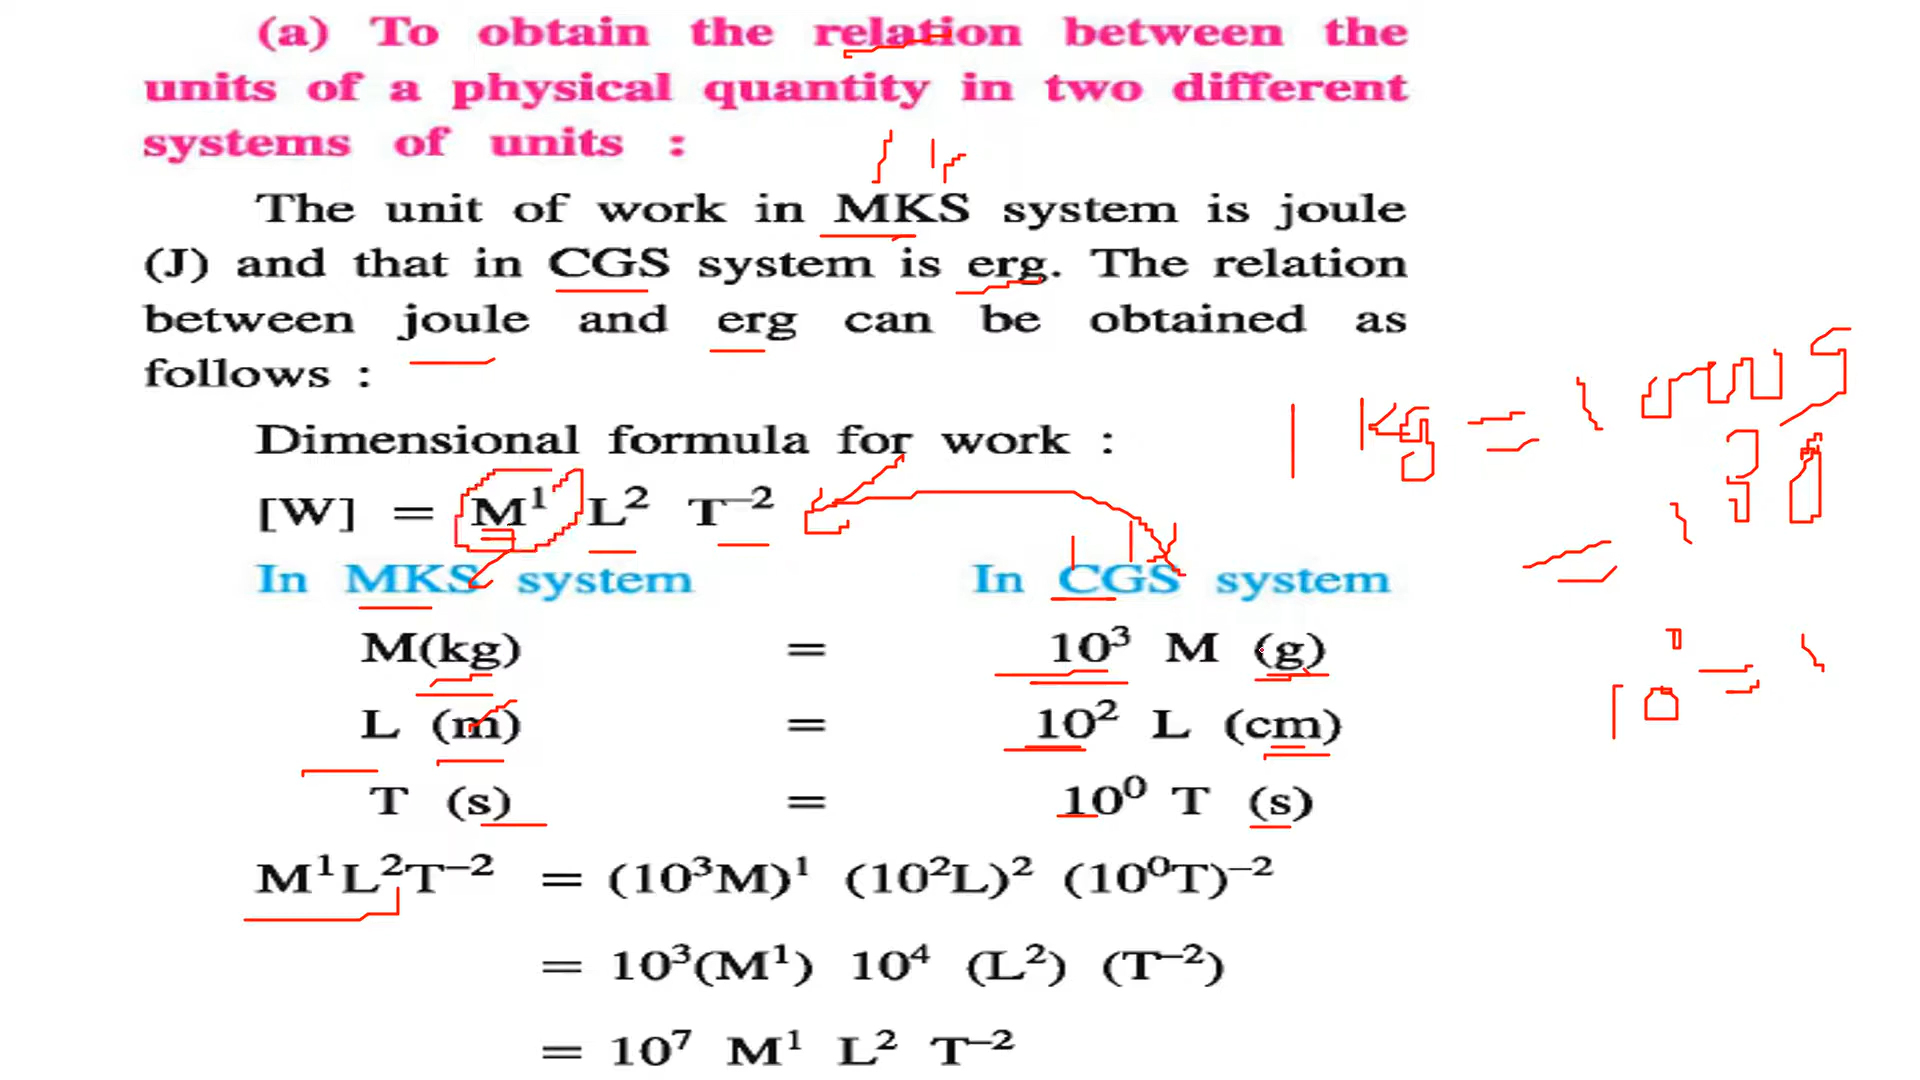 (a) To obtain the relation between the
units of a physical quantity in two different
systems of units :
The unit of work in MKS system is joule
(J) and that in CGS system is erg. The relation
between joule and erg can be obtained as
follows :
Dimensional formula for work :
[W] = M¹ L² T⁻²
1 kg =
In MKS system In CGS system
M(kg) = 10³ M (g)
L (m) = 10² L (cm)
T (s) = 10⁰ T (s)
10⁰ = 1
M¹L²T⁻² = (10³M)¹ (10²L)² (10⁰T)⁻²
= 10³(M¹) 10⁴ (L²) (T⁻²)
= 10⁷ M¹ L² T⁻²